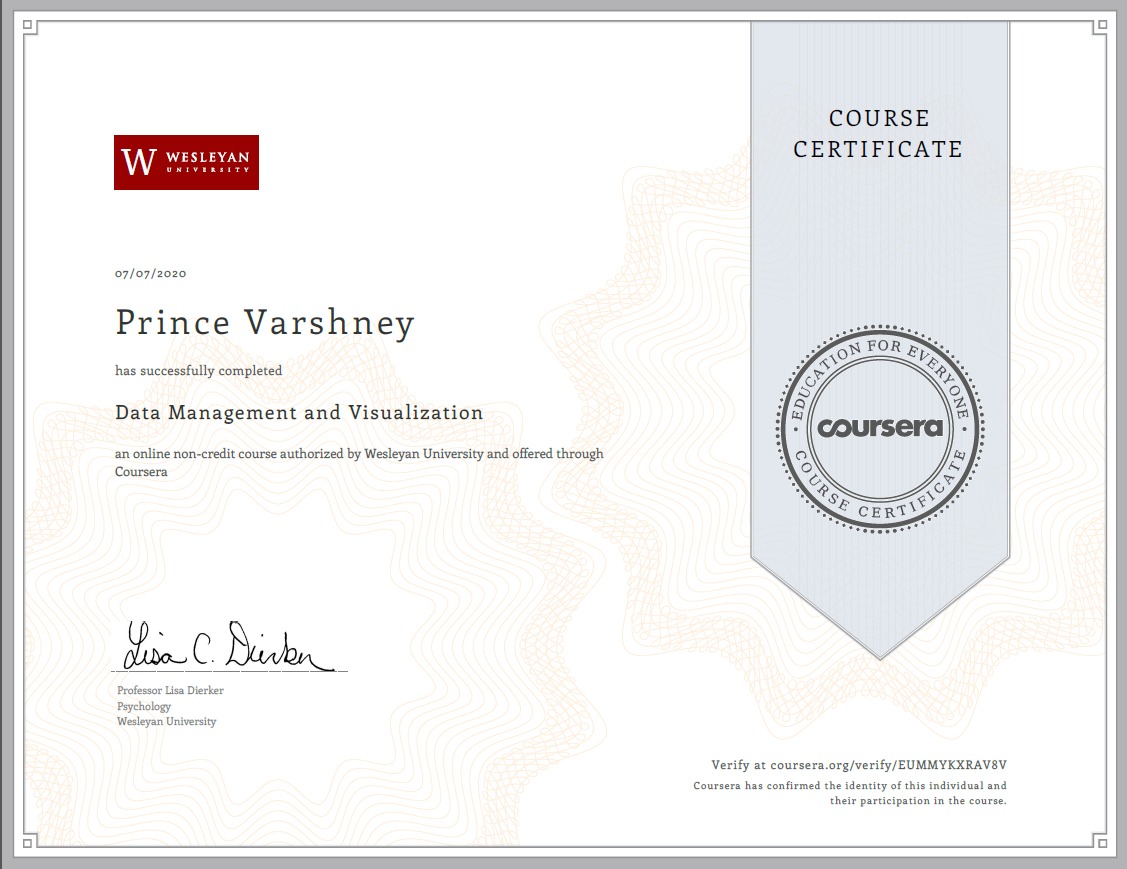 COURSE
CERTIFICATE
W WESLEYAN
UNIVERSITY
07/07/2020
Prince Varshney
has successfully completed
Data Management and Visualization
an online non-credit course authorized by Wesleyan University and offered through
Coursera
EDUCATION FOR EVERYONE
coursera
COURSE CERTIFICATE
Lisa C. Dierker
Professor Lisa Dierker
Psychology
Wesleyan University
Verify at coursera.org/verify/EUMMYKXRAV8V
Coursera has confirmed the identity of this individual and
their participation in the course.